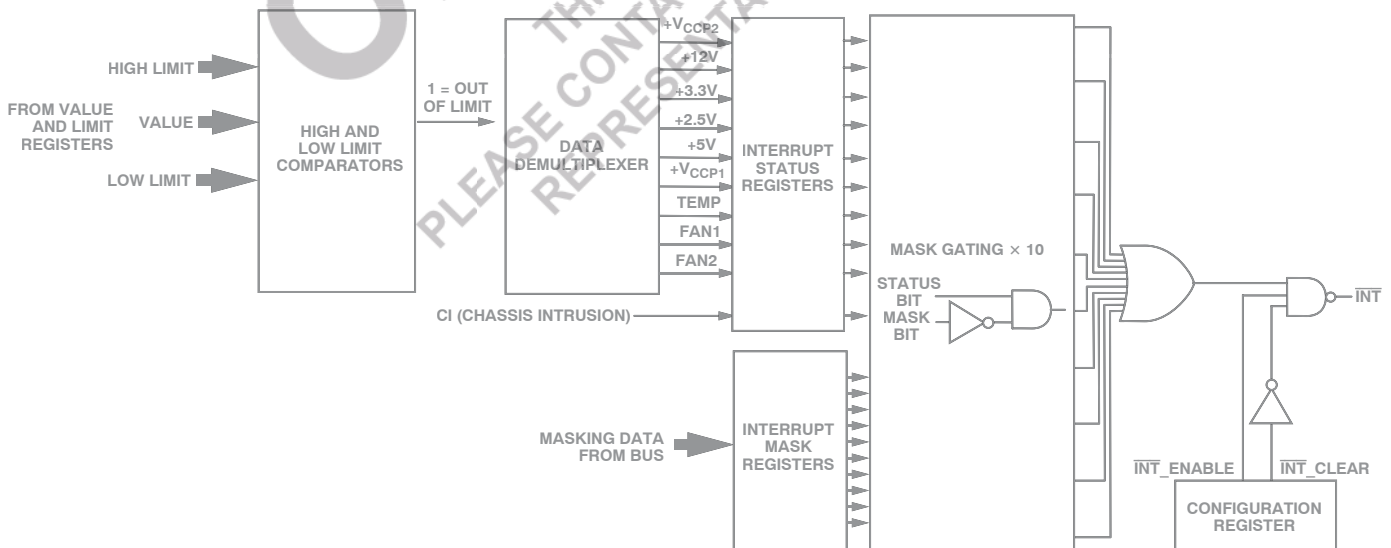 HIGH LIMIT
FROM VALUE
AND LIMIT
REGISTERS
VALUE
LOW LIMIT
HIGH AND
LOW LIMIT
COMPARATORS
1 = OUT
OF LIMIT
DATA
DEMULTIPLEXER
+VCCP2
+12V
+3.3V
+2.5V
+5V
+VCCP1
TEMP
FAN1
FAN2
CI (CHASSIS INTRUSION)
INTERRUPT
STATUS
REGISTERS
MASKING DATA
FROM BUS
INTERRUPT
MASK
REGISTERS
MASK GATING × 10
STATUS
BIT
MASK
BIT
INT
INT_ENABLE
INT_CLEAR
CONFIGURATION
REGISTER
PLEASE CONTA
REPRESENTA